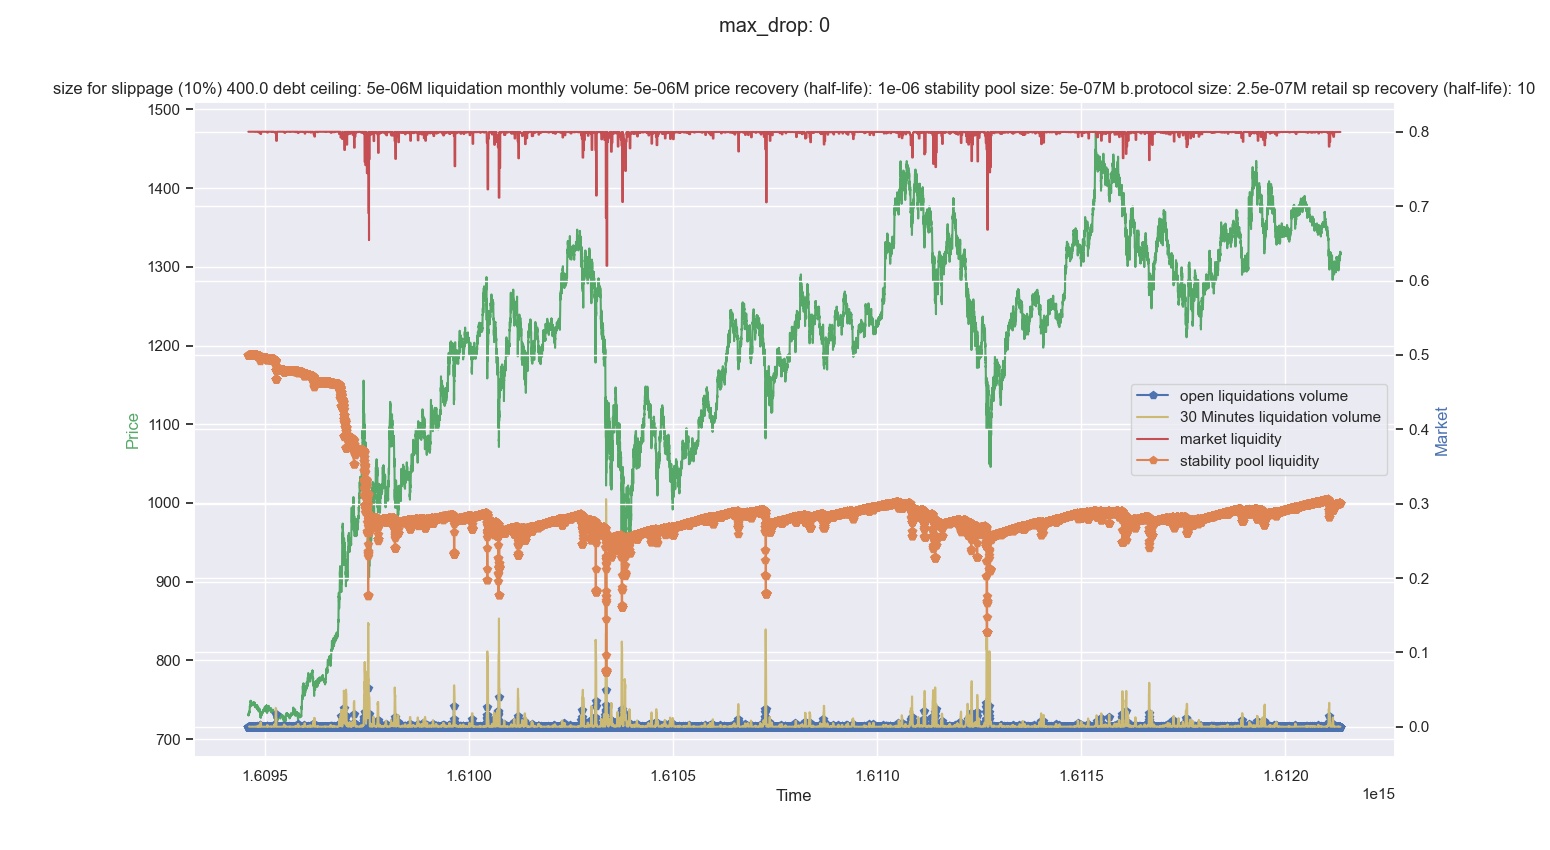 max_drop: 0
size for slippage (10%) 400.0 debt ceiling: 5e-06M liquidation monthly volume: 5e-06M price recovery (half-life): 1e-06 stability pool size: 5e-07M b.protocol size: 2.5e-07M retail sp recovery (half-life): 10
1500
1400
1300
1200
1100
1000
900
800
700
Price
0.8
0.7
0.6
0.5
0.4
0.3
0.2
0.1
0.0
Market
open liquidations volume
30 Minutes liquidation volume
market liquidity
stability pool liquidity
1.6095
1.6100
1.6105
1.6110
1.6115
1.6120
Time
1e15